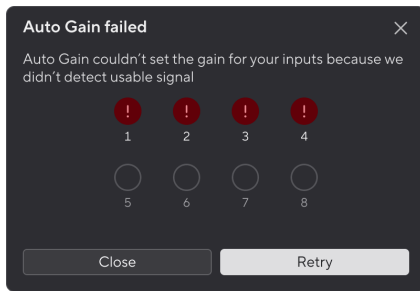 Auto Gain failed
Auto Gain couldn’t set the gain for your inputs because we
didn’t detect usable signal
! ! ! !
1 2 3 4
5 6 7 8
Close Retry